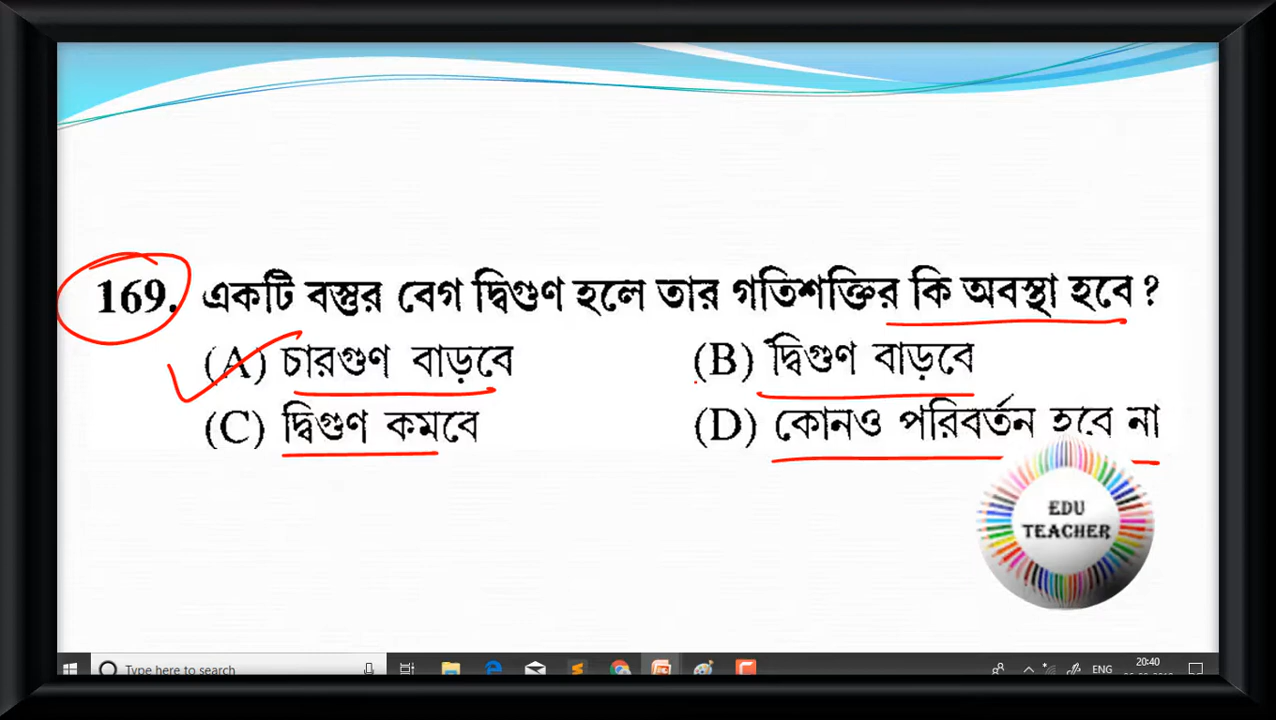 169. একটি বস্তুর বেগ দ্বিগুণ হলে তার গতিশক্তির কি অবস্থা হবে ?
(A) চারগুণ বাড়বে (B) দ্বিগুণ বাড়বে
(C) দ্বিগুণ কমবে (D) কোনও পরিবর্তন হবে না
EDU
TEACHER
Type here to search
ENG
20:40